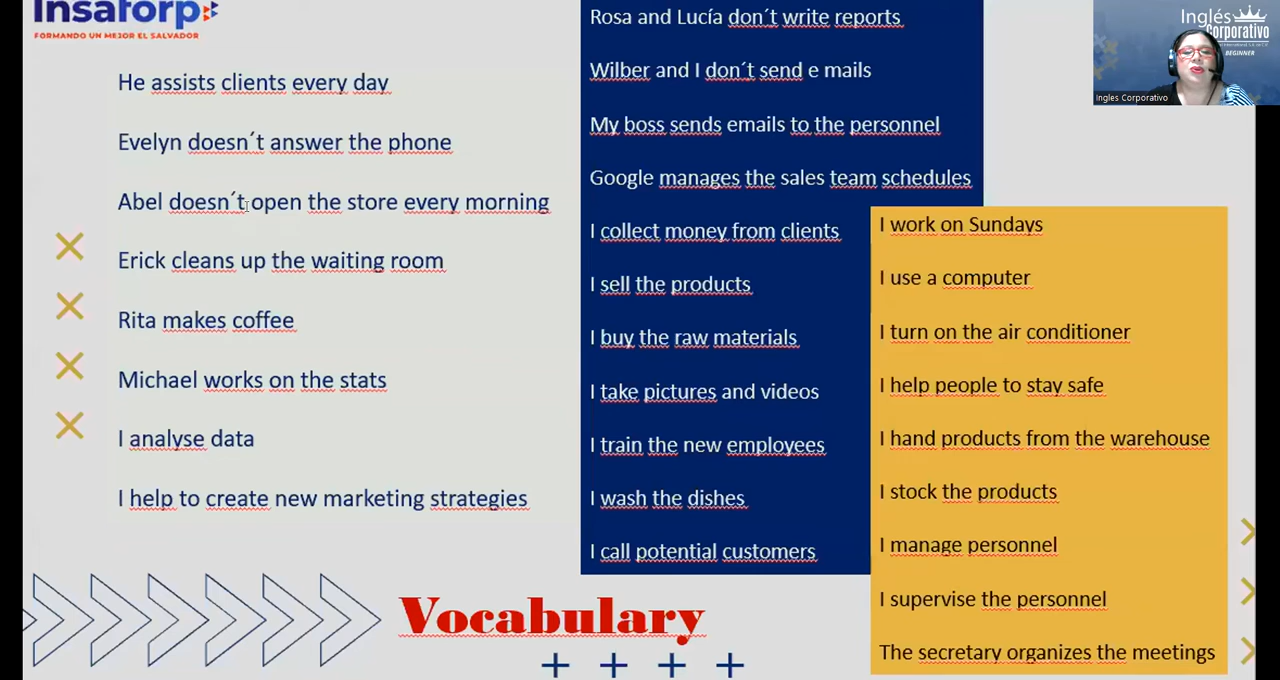 Insaforp
FORMANDO UN MEJOR EL SALVADOR
He assists clients every day
Evelyn doesn´t answer the phone
Abel doesn´t open the store every morning
Erick cleans up the waiting room
Rita makes coffee
Michael works on the stats
I analyse data
I help to create new marketing strategies
Rosa and Lucía don´t write reports
Wilber and I don´t send e mails
My boss sends emails to the personnel
Google manages the sales team schedules
I collect money from clients
I sell the products
I buy the raw materials
I take pictures and videos
I train the new employees
I wash the dishes
I call potential customers
I work on Sundays
I use a computer
I turn on the air conditioner
I help people to stay safe
I hand products from the warehouse
I stock the products
I manage personnel
I supervise the personnel
The secretary organizes the meetings
Vocabulary
Inglés
Corporativo
BEGINNER
Ingles Corporativo